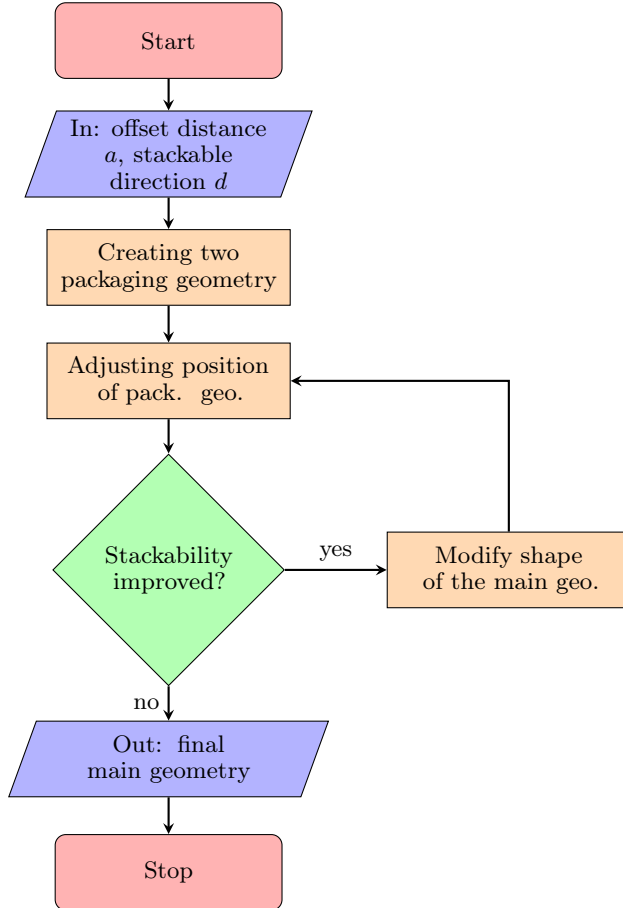 Start
In: offset distance
a, stackable
direction d
Creating two
packaging geometry
Adjusting position
of pack. geo.
Stackability
improved?
yes
Modify shape
of the main geo.
no
Out: final
main geometry
Stop